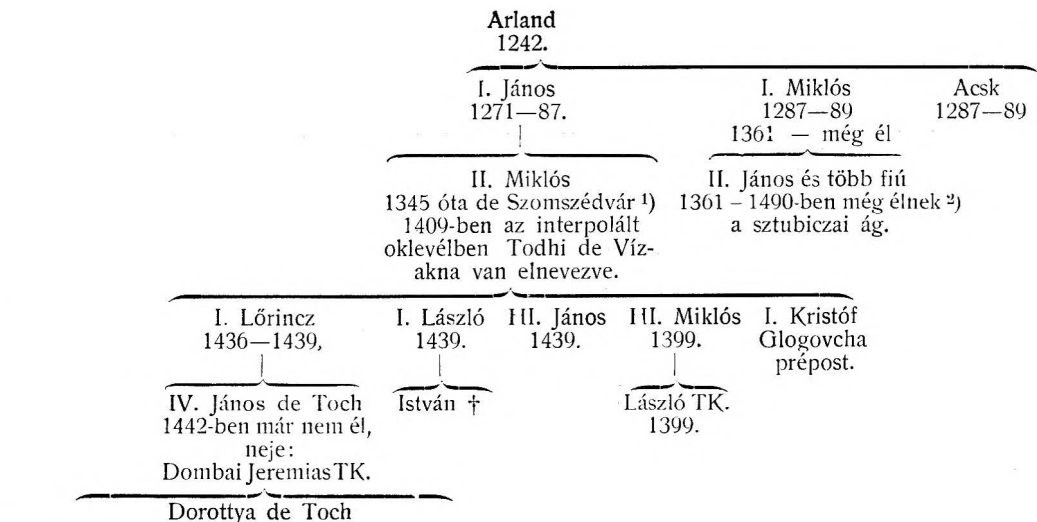 Arland
1242.
I. János
1271—87.
I. Miklós
1287—89
1361 — még él
Acsk
1287—89
II. Miklós
1345 óta de Szomszédvár ¹)
1409-ben az interpolált
oklevélben Todhi de Víz-
akna van elnevezve.
II. János és több fiú
1361 – 1490-ben még élnek ²)
a sztubiczai ág.
I. Lőrincz
1436—1439,
I. László
1439.
III. János
1439.
III. Miklós
1399.
I. Kristóf
Glogovcha
prépost.
IV. János de Toch
1442-ben már nem él,
neje:
Dombai Jeremias TK.
István †
László TK.
1399.
Dorottya de Toch